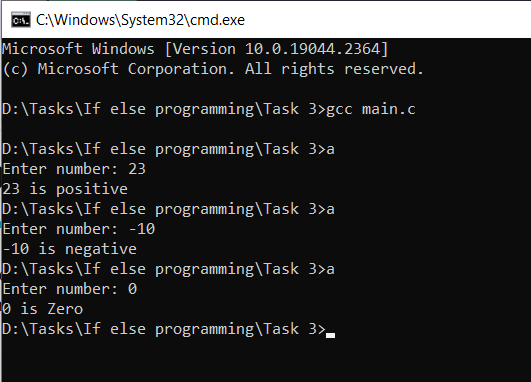 C:\Windows\System32\cmd.exe
Microsoft Windows [Version 10.0.19044.2364]
(c) Microsoft Corporation. All rights reserved.
D:\Tasks\If else programming\Task 3>gcc main.c
D:\Tasks\If else programming\Task 3>a
Enter number: 23
23 is positive
D:\Tasks\If else programming\Task 3>a
Enter number: -10
-10 is negative
D:\Tasks\If else programming\Task 3>a
Enter number: 0
0 is Zero
D:\Tasks\If else programming\Task 3>